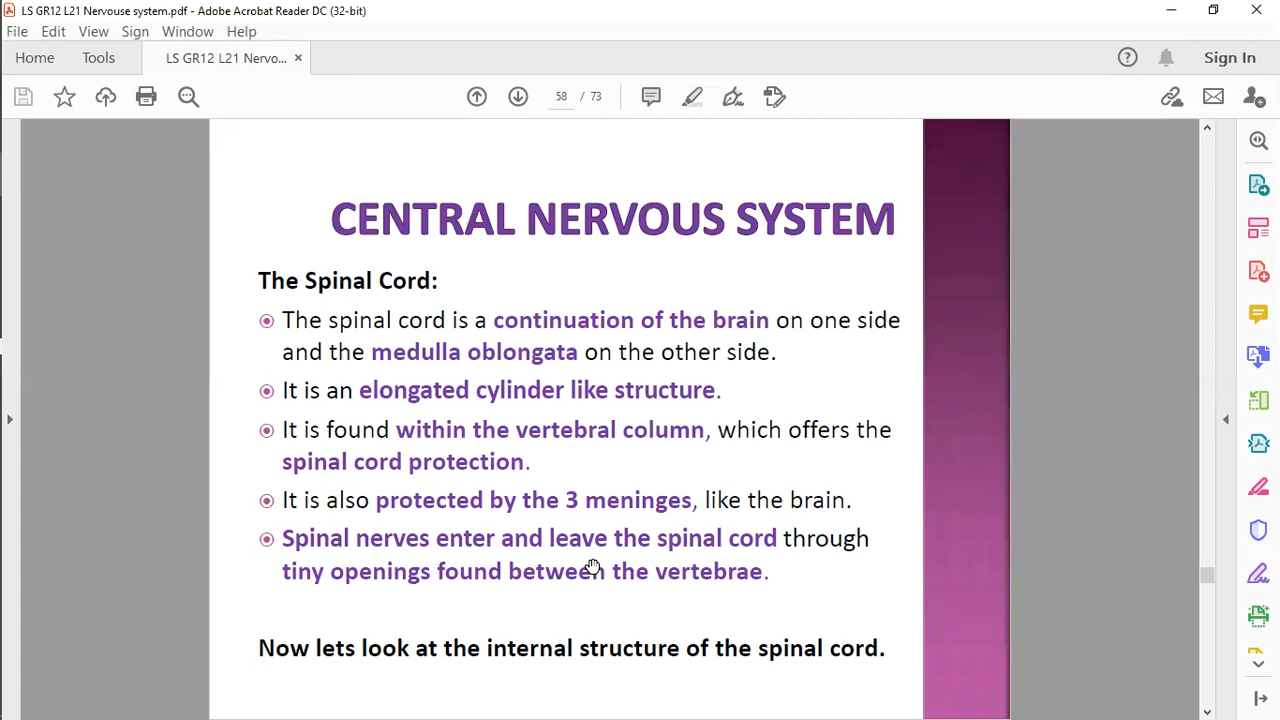 LS GR12 L21 Nervouse system.pdf - Adobe Acrobat Reader DC (32-bit)
File Edit View Sign Window Help
Home Tools LS GR12 L21 Nervo... × Sign In
58 / 73
CENTRAL NERVOUS SYSTEM
The Spinal Cord:
The spinal cord is a continuation of the brain on one side
and the medulla oblongata on the other side.
It is an elongated cylinder like structure.
It is found within the vertebral column, which offers the
spinal cord protection.
It is also protected by the 3 meninges, like the brain.
Spinal nerves enter and leave the spinal cord through
tiny openings found between the vertebrae.
Now lets look at the internal structure of the spinal cord.